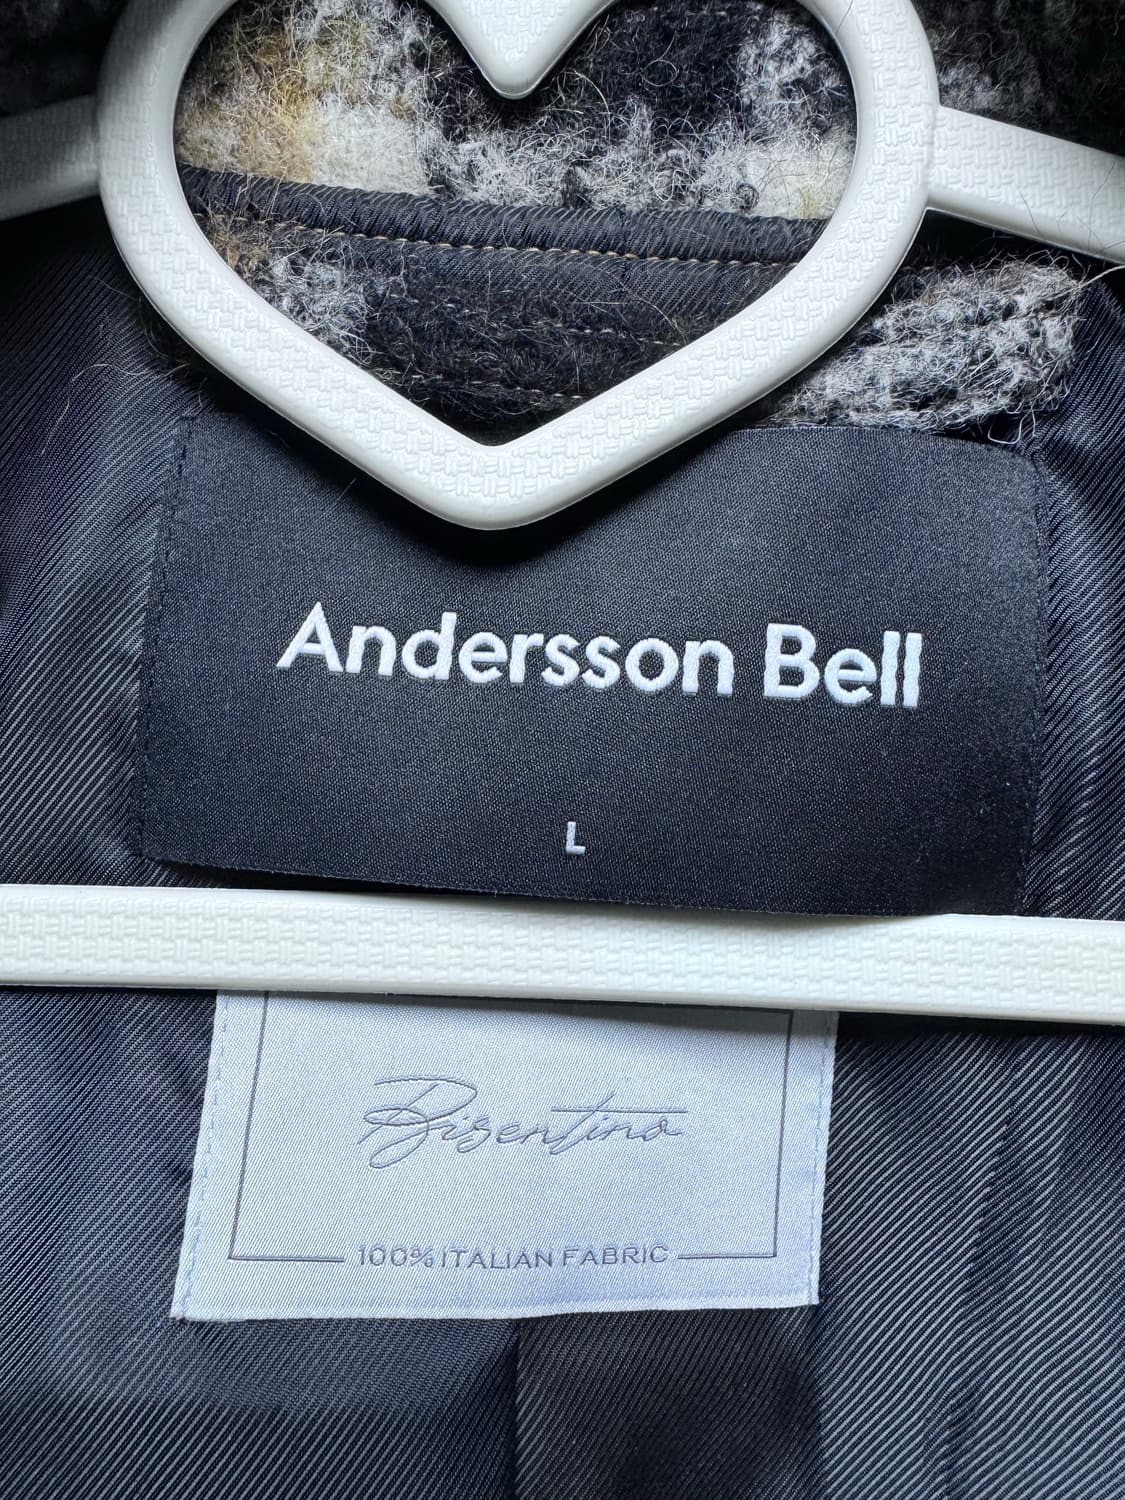 Andersson Bell
L
Bisentino
100% ITALIAN FABRIC